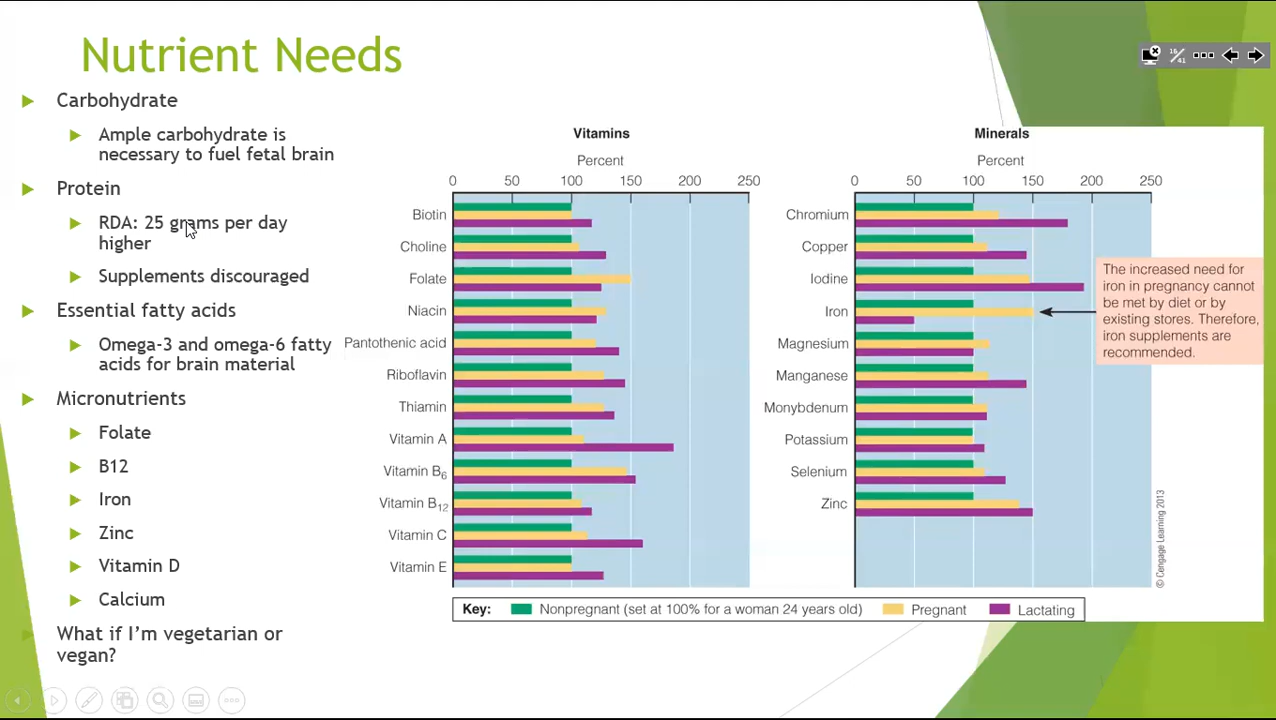 Nutrient Needs
Carbohydrate
Ample carbohydrate is
necessary to fuel fetal brain
Protein
RDA: 25 grams per day
higher
Supplements discouraged
Essential fatty acids
Omega-3 and omega-6 fatty
acids for brain material
Micronutrients
Folate
B12
Iron
Zinc
Vitamin D
Calcium
What if I'm vegetarian or
vegan?
16/41
Vitamins
Percent
0 50 100 150 200 250
Biotin
Choline
Folate
Niacin
Pantothenic acid
Riboflavin
Thiamin
Vitamin A
Vitamin B6
Vitamin B12
Vitamin C
Vitamin E
Minerals
Percent
0 50 100 150 200 250
Chromium
Copper
Iodine
Iron
Magnesium
Manganese
Monybdenum
Potassium
Selenium
Zinc
The increased need for
iron in pregnancy cannot
be met by diet or by
existing stores. Therefore,
iron supplements are
recommended.
© Cengage Learning 2013
Key: Nonpregnant (set at 100% for a woman 24 years old) Pregnant Lactating